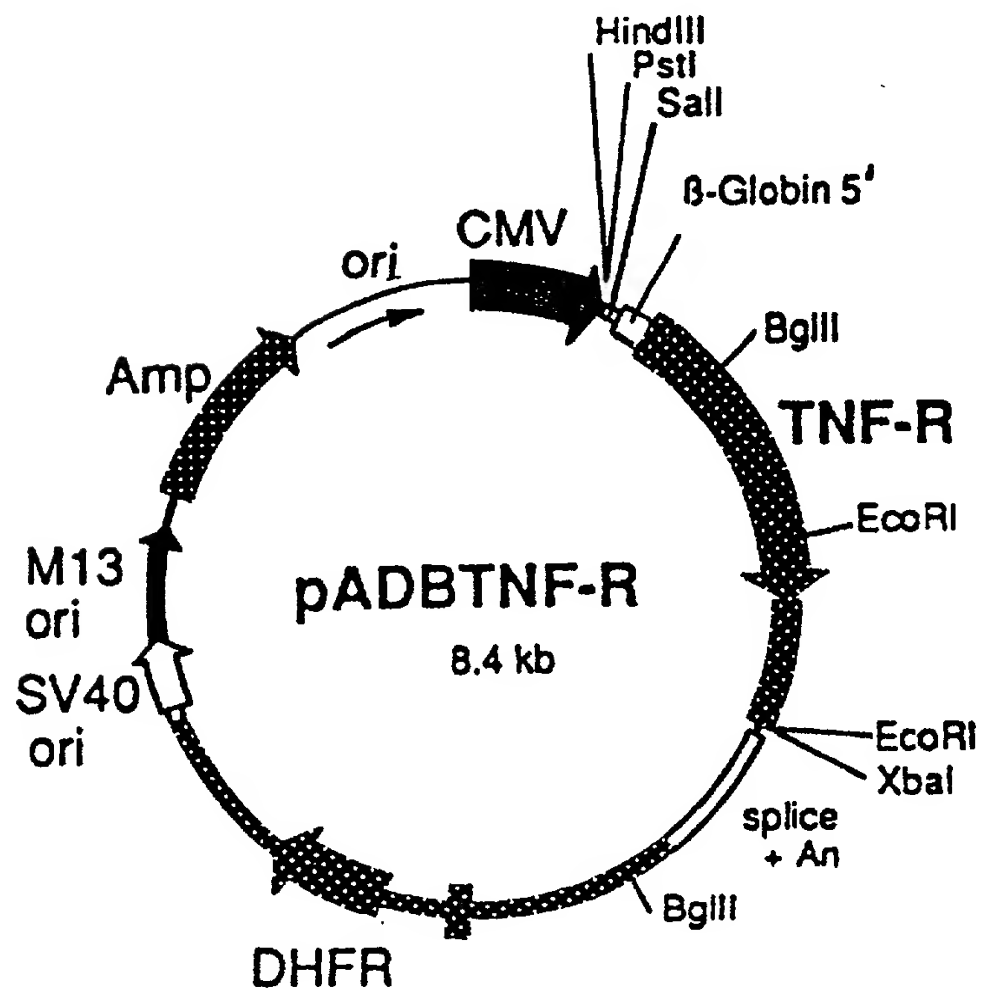 HindIII
PstI
SalI
ß-Globin 5'
CMV
ori
BglII
Amp
TNF-R
EcoRI
M13
ori
pADBTNF-R
8.4 kb
SV40
ori
EcoRI
XbaI
splice
+ An
BglII
DHFR